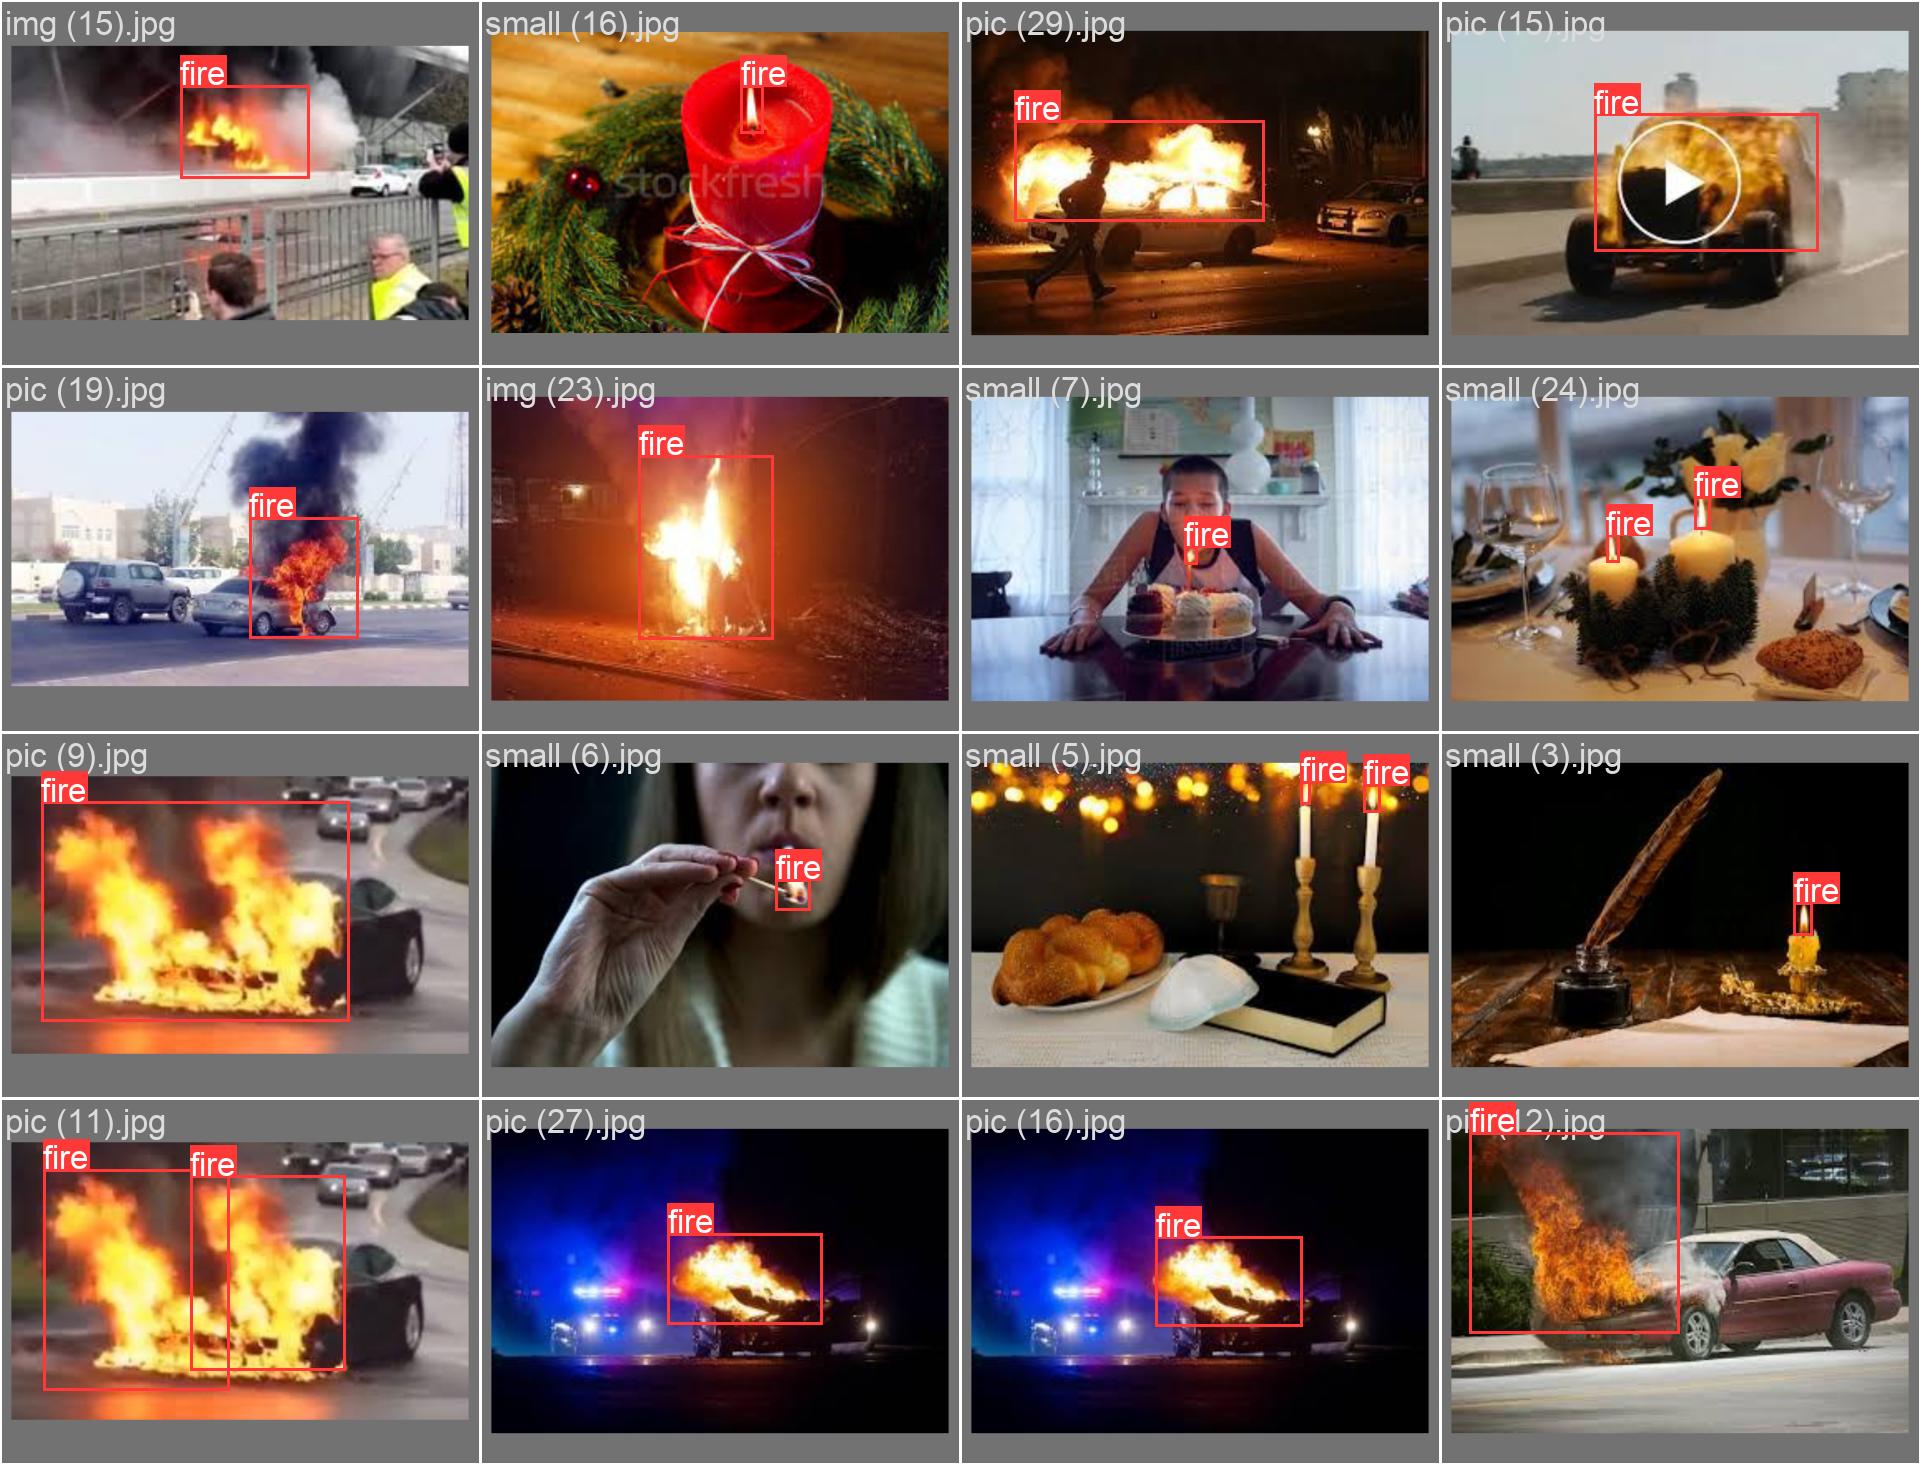 img (15).jpg
small (16).jpg
pic (29).jpg
pic (15).jpg
fire
fire
fire
fire
stockfresh
pic (19).jpg
img (23).jpg
small (7).jpg
small (24).jpg
fire
fire
fire
fire
fire
pic (9).jpg
small (6).jpg
small (5).jpg
small (3).jpg
fire
fire
fire
fire
fire
pic (11).jpg
pic (27).jpg
pic (16).jpg
12).jpg
fire
fire
fire
fire
fire